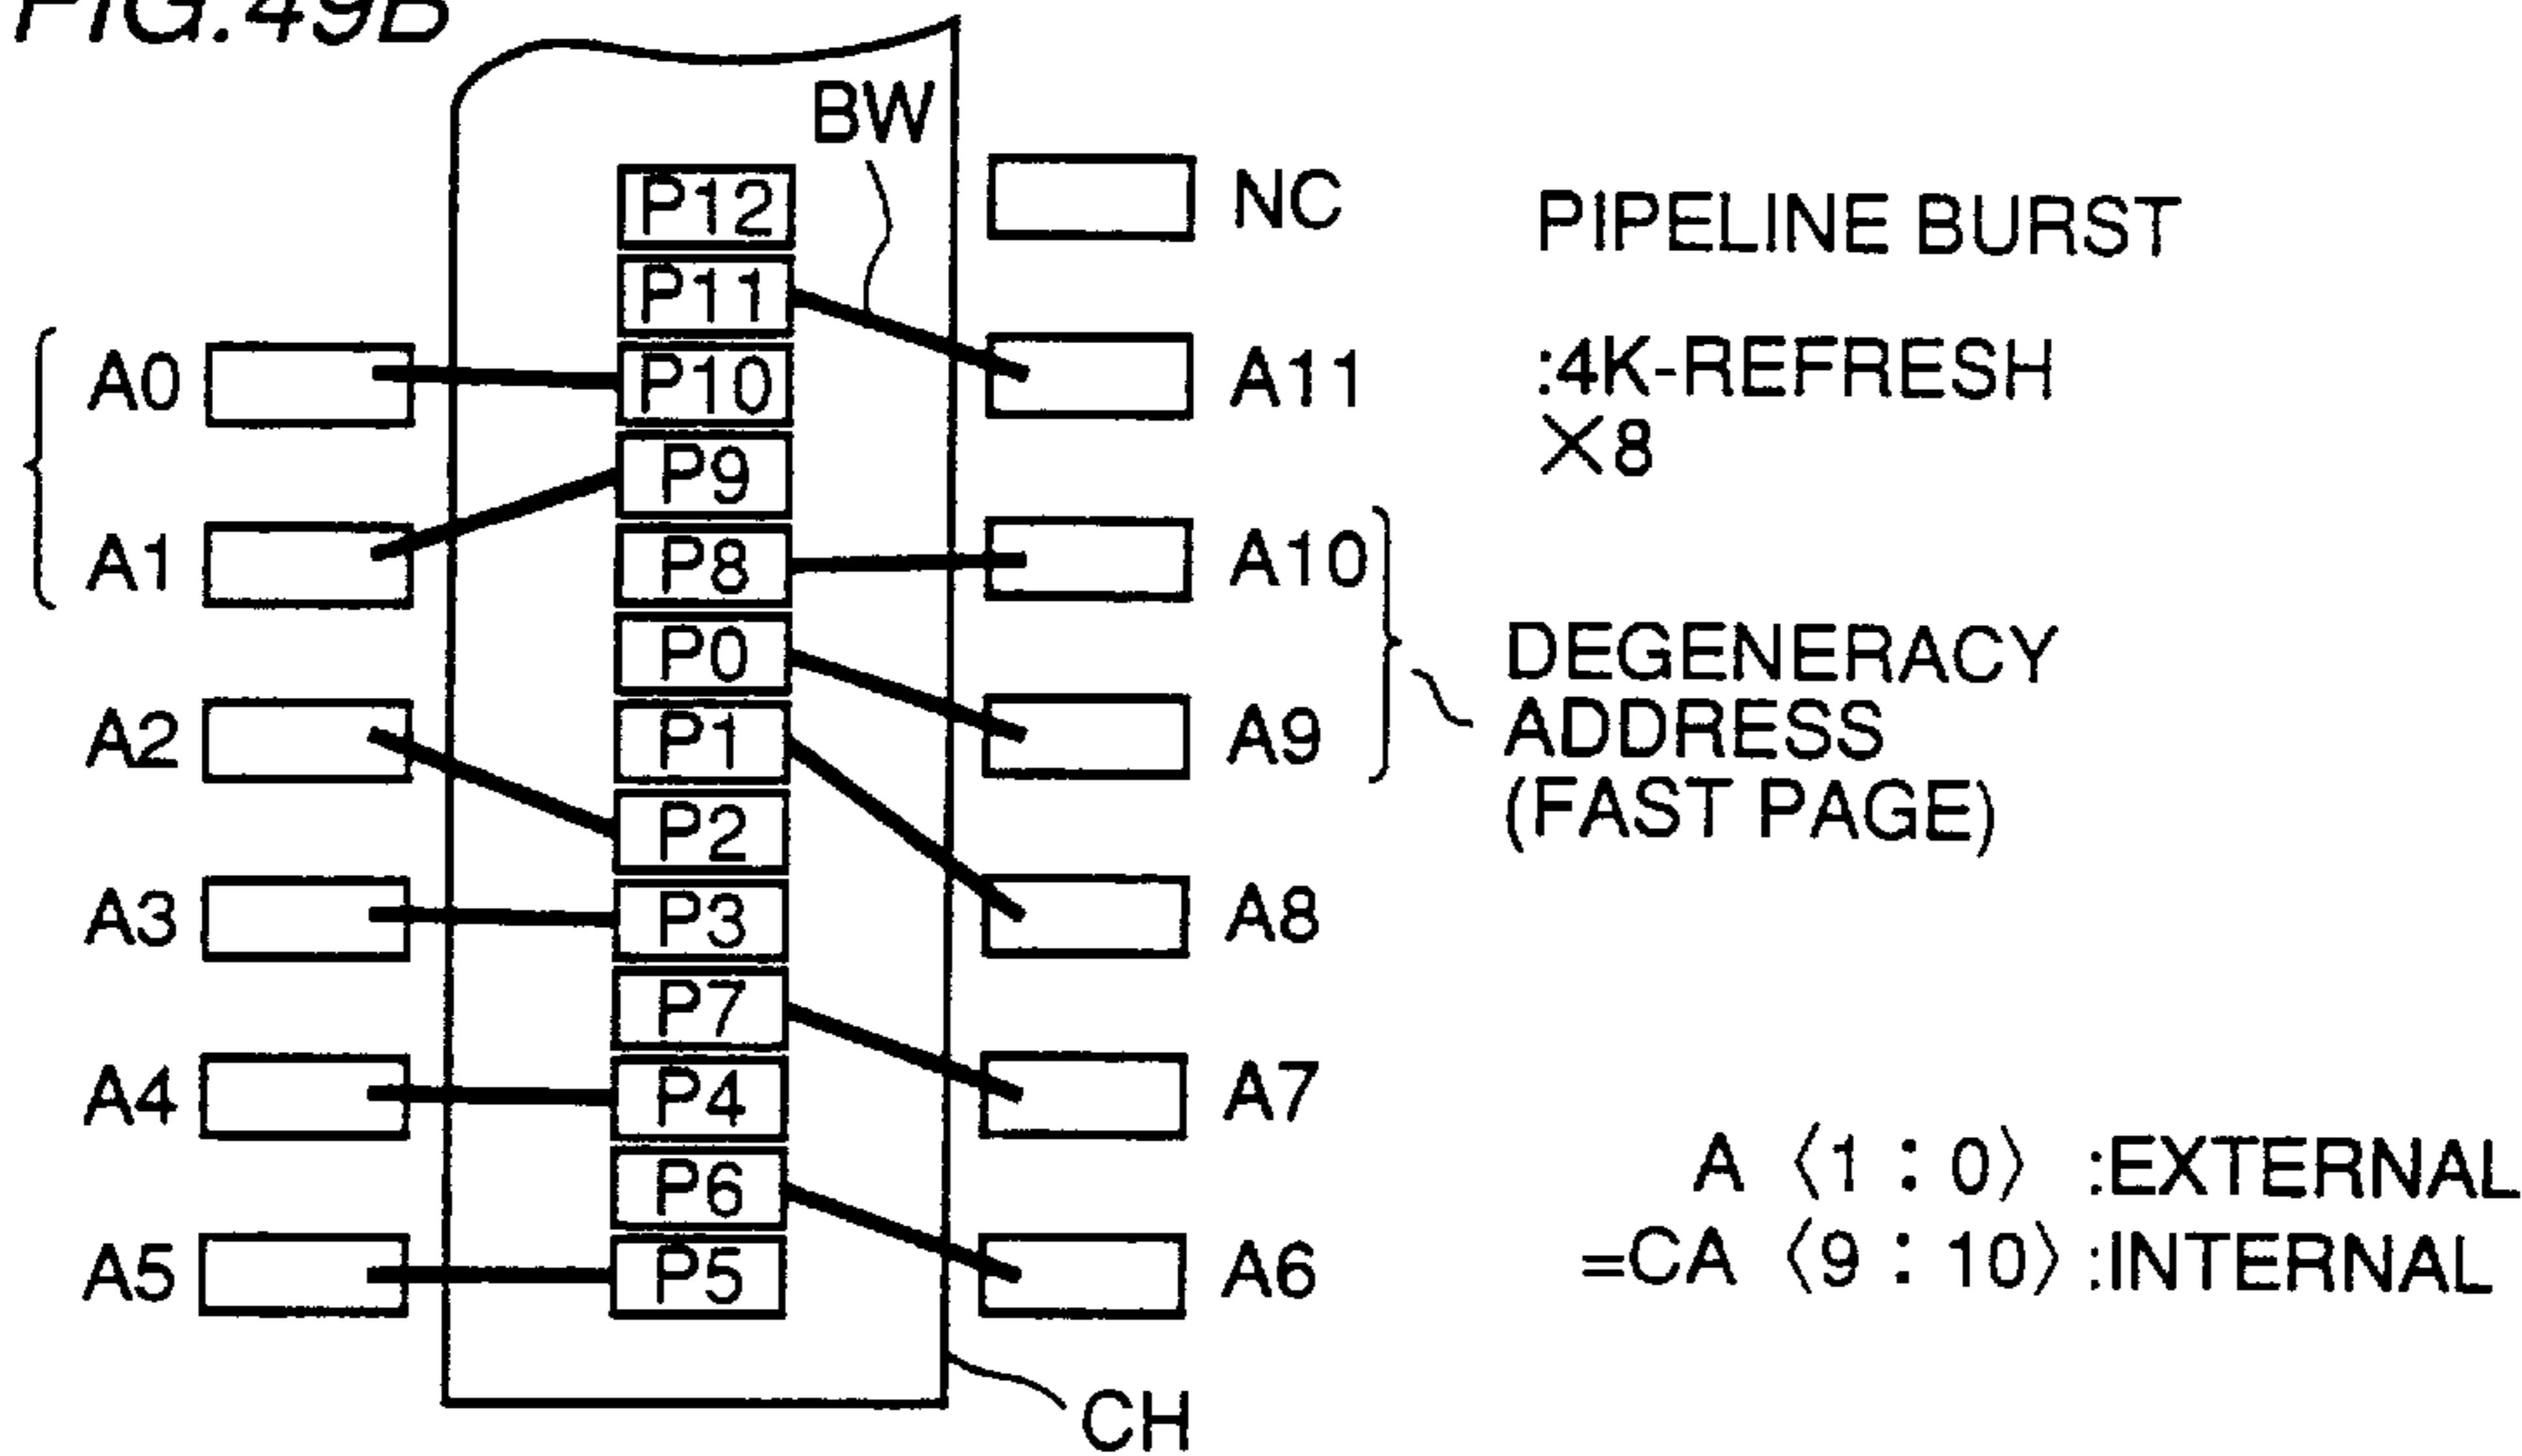 FIG.49B
BW
P12
NC
PIPELINE BURST
P11
A0
P10
A11
:4K-REFRESH
×8
P9
A1
P8
A10
P0
DEGENERACY
ADDRESS
(FAST PAGE)
A2
P1
A9
P2
A3
P3
A8
P7
A4
P4
A7
P6
A5
P5
A6
A〈1:0〉:EXTERNAL
=CA〈9:10〉:INTERNAL
CH